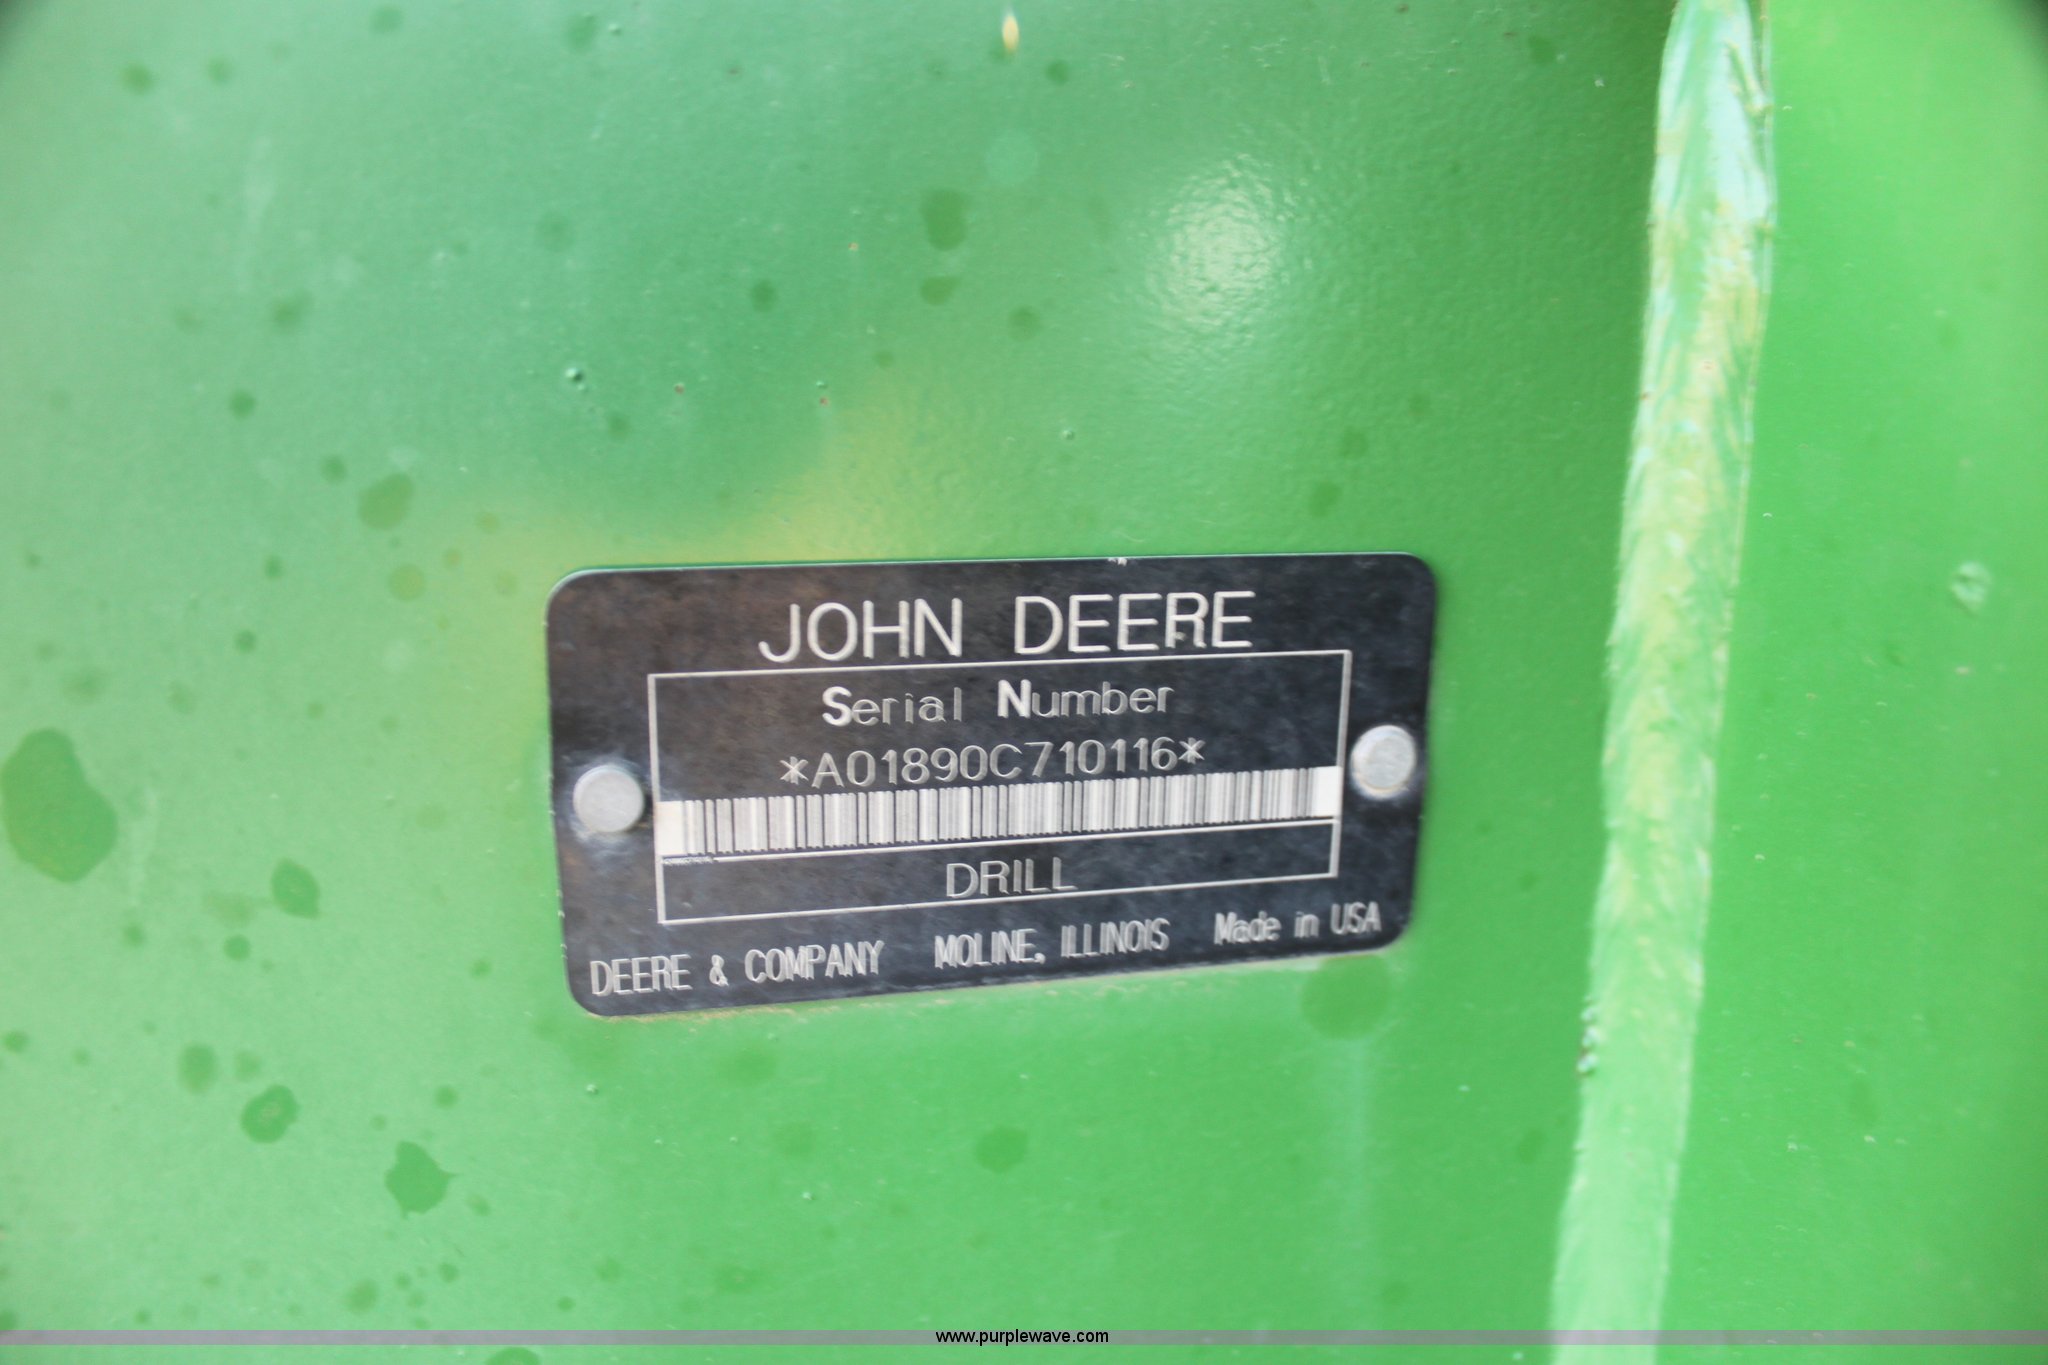 JOHN DEERE
Serial Number
*A01890C710116*
DRILL
DEERE & COMPANY MOLINE, ILLINOIS Made in USA
www.purplewave.com